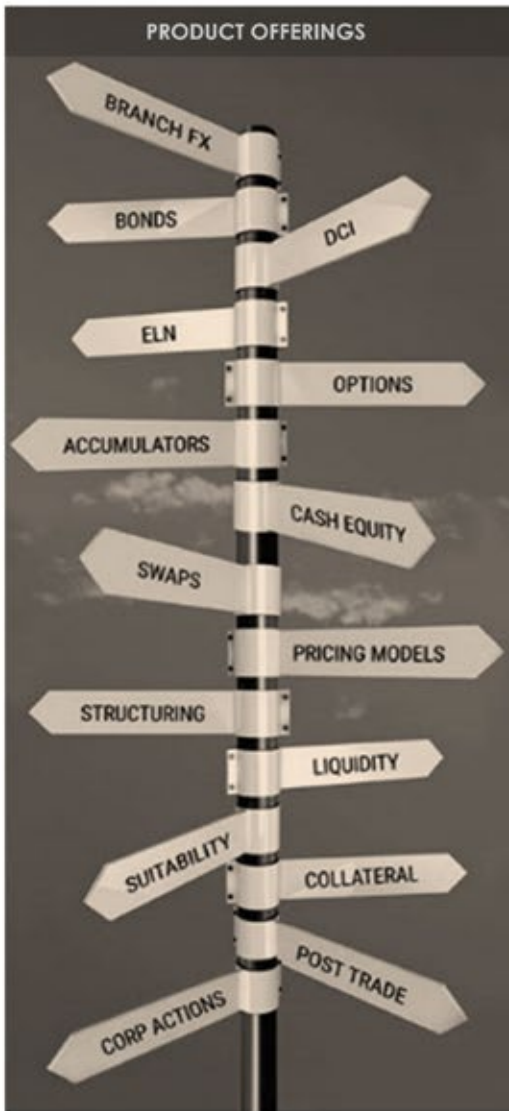 PRODUCT OFFERINGS
BRANCH FX
BONDS
DCI
ELN
OPTIONS
ACCUMULATORS
CASH EQUITY
SWAPS
PRICING MODELS
STRUCTURING
LIQUIDITY
SUITABILITY
COLLATERAL
POST TRADE
CORP ACTIONS